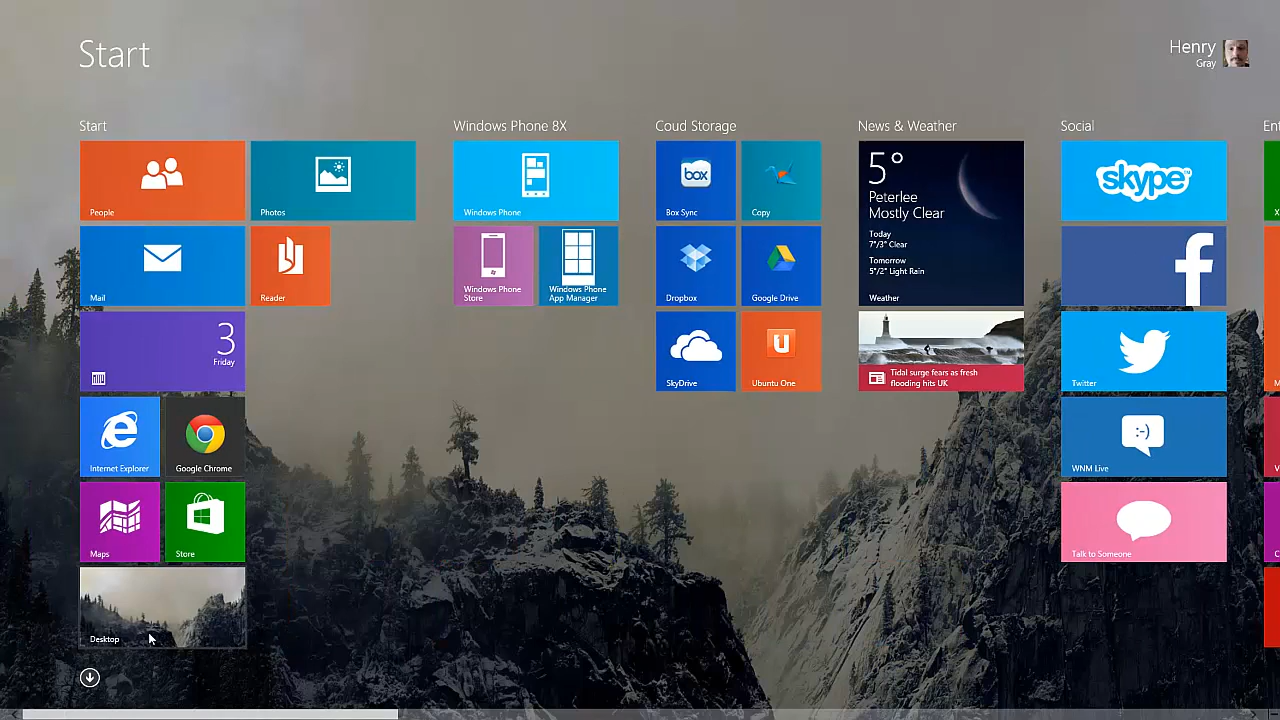 Start
Henry
Gray
Start
People
Photos
Mail
Reader
3
Friday
Internet Explorer
Google Chrome
Maps
Store
Desktop
Windows Phone 8X
Windows Phone
Windows Phone
Store
Windows Phone
App Manager
Coud Storage
box
Box Sync
Copy
Dropbox
Google Drive
SkyDrive
U
Ubuntu One
News & Weather
5°
Peterlee
Mostly Clear
Today
7°/3° Clear
Tomorrow
5°/2° Light Rain
Weather
Tidal surge fears as fresh
flooding hits UK
Social
skype™
f
Twitter
:-)
WNM Live
Talk to Someone
Ent
X
M
V
C